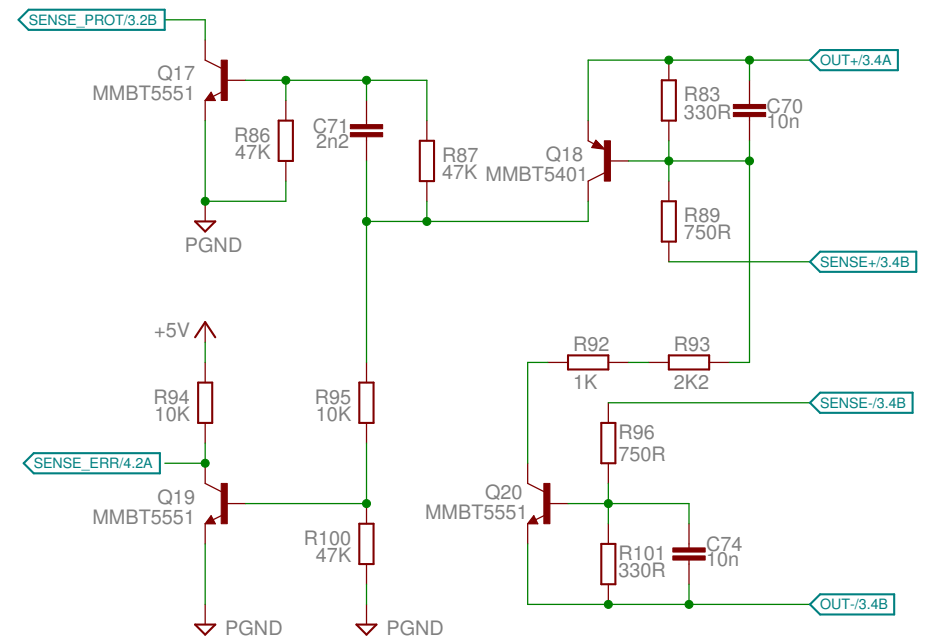 SENSE_PROT/3.2B
Q17
MMBT5551
R86
47K
C71
2n2
R87
47K
Q18
MMBT5401
R83
330R
C70
10n
OUT+/3.4A
R89
750R
SENSE+/3.4B
PGND
+5V
R94
10K
R95
10K
R92
1K
R93
2K2
SENSE-/3.4B
R96
750R
SENSE_ERR/4.2A
Q19
MMBT5551
Q20
MMBT5551
R100
47K
R101
330R
C74
10n
OUT-/3.4B
PGND
PGND